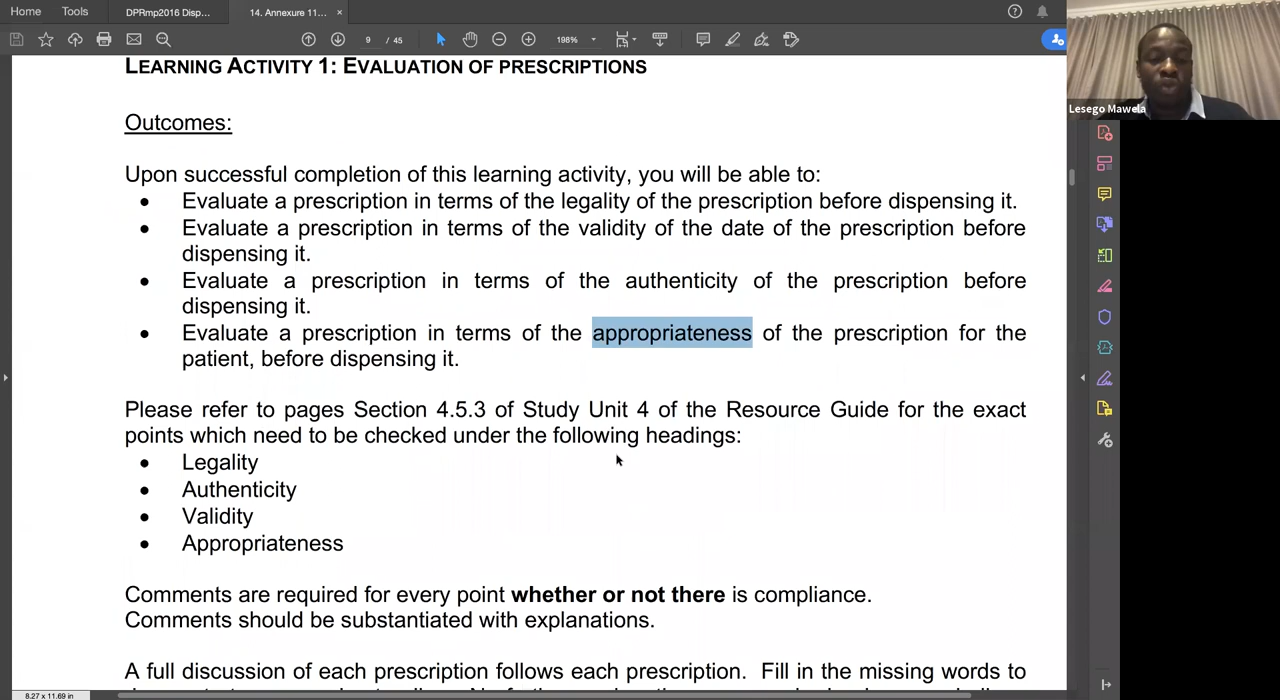 Home Tools DPRmp2016 Disp... 14. Annexure 11... ×
9 / 45 198%
Lesego Mawela
LEARNING ACTIVITY 1: EVALUATION OF PRESCRIPTIONS
Outcomes:
Upon successful completion of this learning activity, you will be able to:
• Evaluate a prescription in terms of the legality of the prescription before dispensing it.
• Evaluate a prescription in terms of the validity of the date of the prescription before
dispensing it.
• Evaluate a prescription in terms of the authenticity of the prescription before
dispensing it.
• Evaluate a prescription in terms of the appropriateness of the prescription for the
patient, before dispensing it.
Please refer to pages Section 4.5.3 of Study Unit 4 of the Resource Guide for the exact
points which need to be checked under the following headings:
• Legality
• Authenticity
• Validity
• Appropriateness
Comments are required for every point whether or not there is compliance.
Comments should be substantiated with explanations.
A full discussion of each prescription follows each prescription. Fill in the missing words to
8.27 x 11.69 in